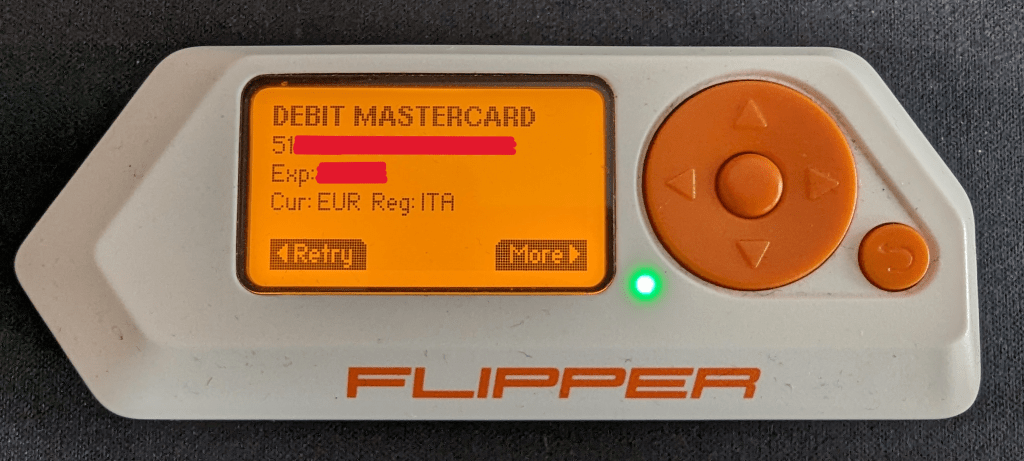 DEBIT MASTERCARD
51
Exp:
Cur: EUR Reg: ITA
Retry
More
FLIPPER